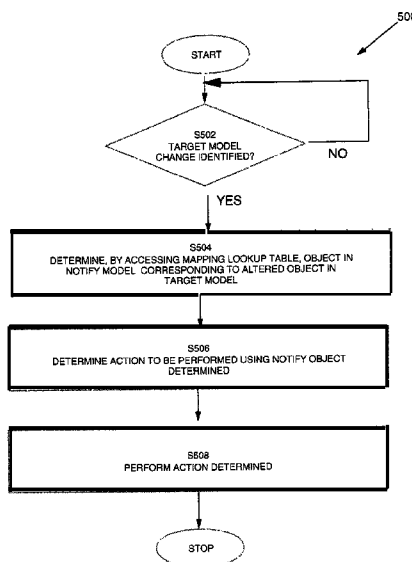 500
START
S502
TARGET MODEL
CHANGE IDENTIFIED?
NO
YES
S504
DETERMINE, BY ACCESSING MAPPING LOOKUP TABLE, OBJECT IN
NOTIFY MODEL CORRESPONDING TO ALTERED OBJECT IN
TARGET MODEL
S506
DETERMINE ACTION TO BE PERFORMED USING NOTIFY OBJECT
DETERMINED
S508
PERFORM ACTION DETERMINED
STOP